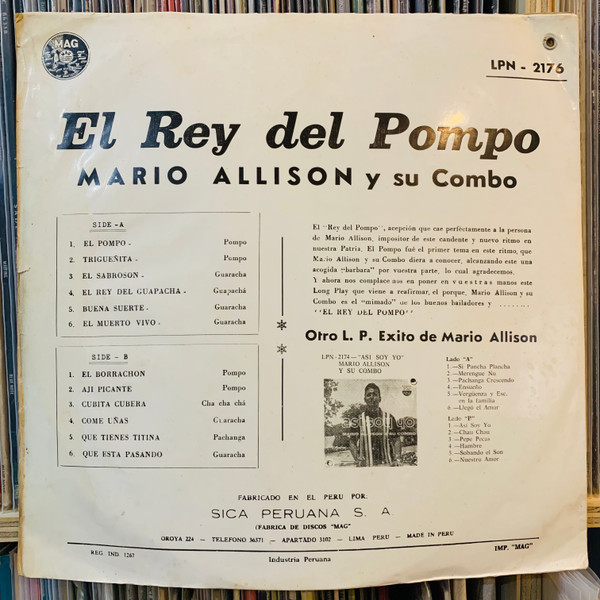 MAG
LPN - 2176
El Rey del Pompo
MARIO ALLISON y su Combo
SIDE - A
1. EL POMPO - Pompo
2. TRIGUEÑITA - Pompo
3. EL SABROSON - Guaracha
4. EL REY DEL GUAPACHA - Guapachá
5. BUENA SUERTE - Guaracha
6. EL MUERTO VIVO - Guaracha
SIDE - B
1. EL BORRACHON Pompo
2. AJI PICANTE Pompo
3. CUBITA CUBERA Cha cha chá
4. COME UÑAS Guaracha
5. QUE TIENES TITINA Pachanga
6. QUE ESTA PASANDO Guaracha
El "Rey del Pompo", acepción que cae perféctamente a la persona
de Mario Allison, impositor de este candente y nuevo ritmo en
nuestra Patria. El Pompo fué el primer tema en este ritmo, que
Mario Allison y su Combo diera a conocer, alcanzando este una
acogida "barbara" por vuestra parte, lo cual agradecemos.
Y ahora nos complace nos en poner en vuestras manos este
Long Play que viene a reafirmar, el porque, Mario Allison y su
Combo es el "mimado" de los buenos bailadores y ........
"EL REY DEL POMPO"
Otro L. P. Exito de Mario Allison
LPN - 2174 — "ASI SOY YO"
MARIO ALLISON
Y SU COMBO
asi soy yo
Lado "A"
1.—Si Pancha Plancha
2.—Merengue No
3.—Pachanga Crescendo
4.—Ensueño
5.—Vergüenza y Esc.
en la familia
6.—Llegó el Amor
1.—Así Soy Yo
2.—Chau Chau
3.—Pepe Pecas
4.—Hambre
5.—Sobando el Son
6.—Nuestro Amor
FABRICADO EN EL PERU POR:
SICA PERUANA S. A.
(FABRICA DE DISCOS "MAG"
OROYA 224 — TELEFONO 36371 — APARTADO 3102 — LIMA PERU — MADE IN PERU
REG. IND 1267
IMP. "MAG"
Industria Peruana